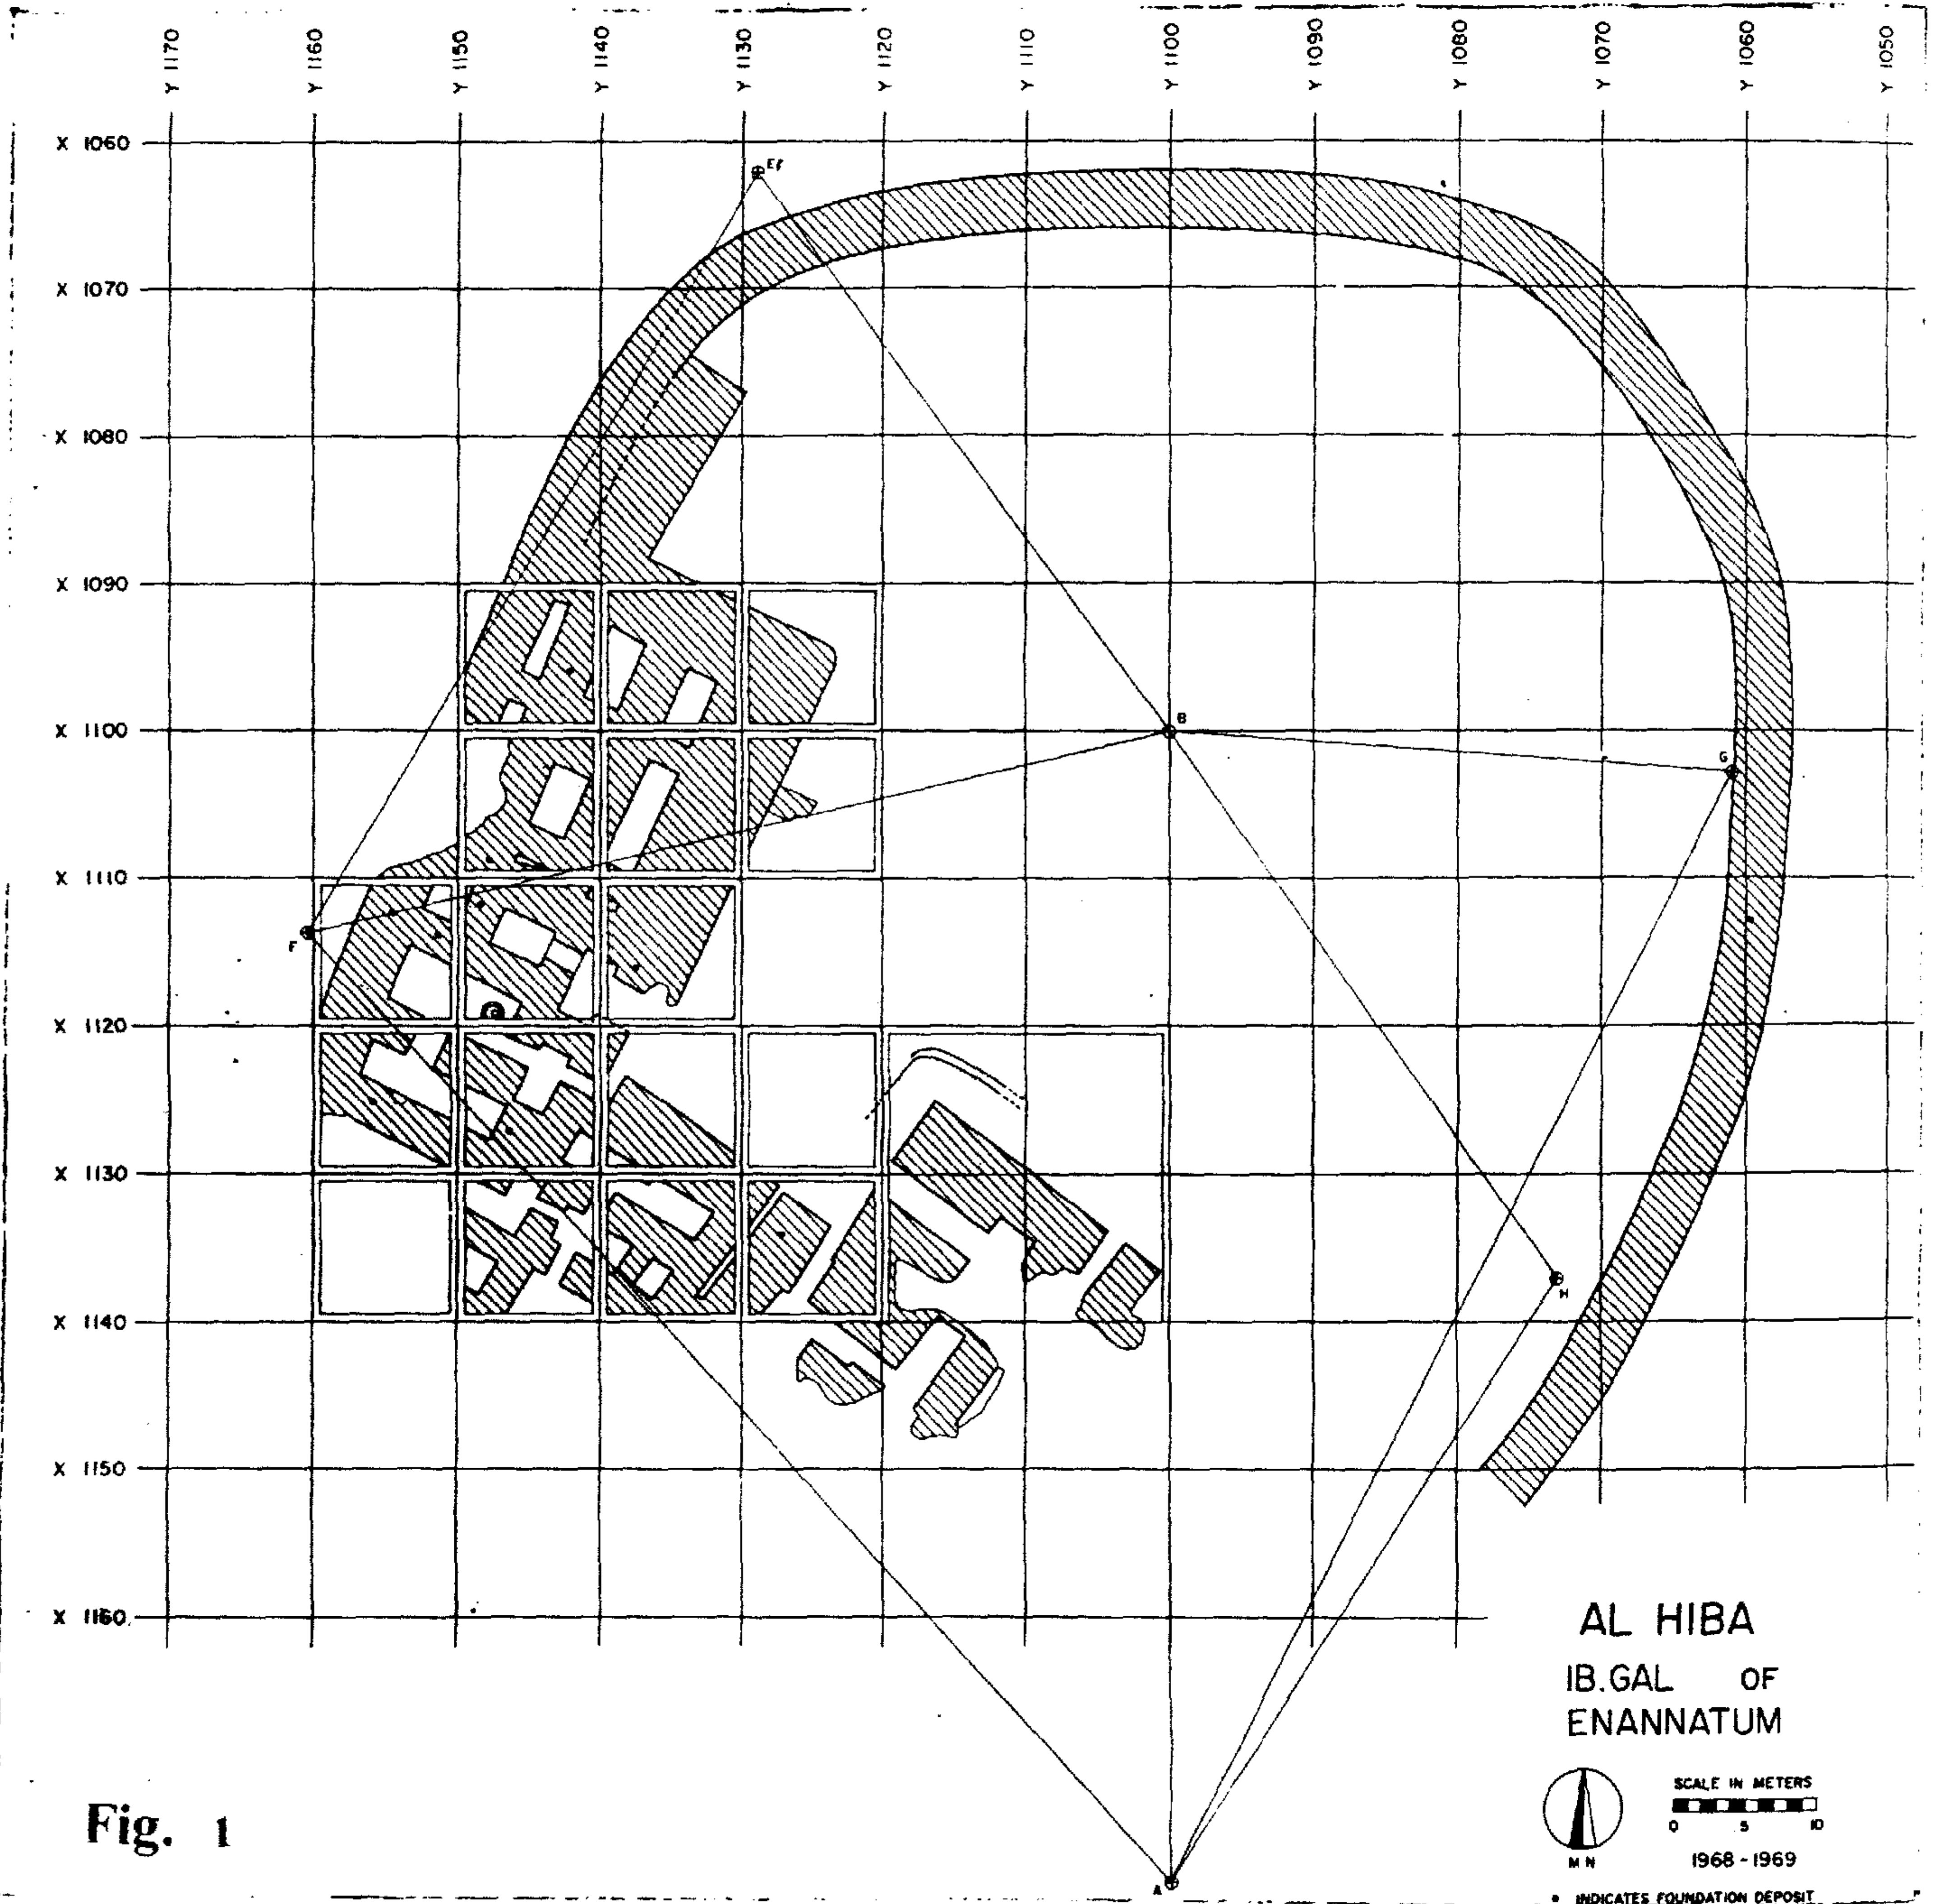 Y 1170
Y 1160
Y 1150
Y 1140
Y 1130
Y 1120
Y 1110
Y 1100
Y 1090
Y 1080
Y 1070
Y 1060
Y 1050
X 1060
X 1070
X 1080
X 1090
X 1100
X 1110
X 1120
X 1130
X 1140
X 1150
X 1160
B
G
F
H
A
AL HIBA
IB.GAL OF
ENANNATUM
SCALE IN METERS
0 5 10
M N
1968-1969
• INDICATES FOUNDATION DEPOSIT
Fig. 1